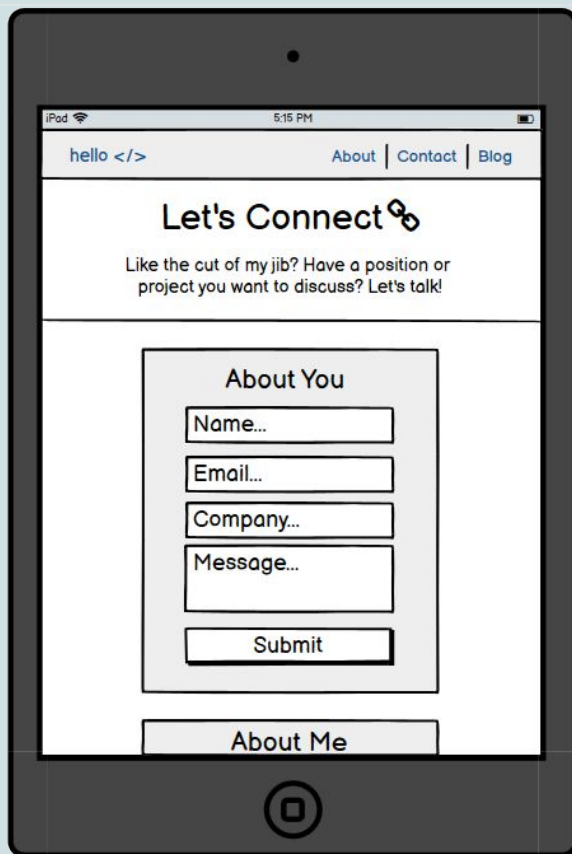 iPad 5:15 PM
hello </> About Contact Blog
Let's Connect
Like the cut of my jib? Have a position or
project you want to discuss? Let's talk!
About You
Name...
Email...
Company...
Message...
Submit
About Me